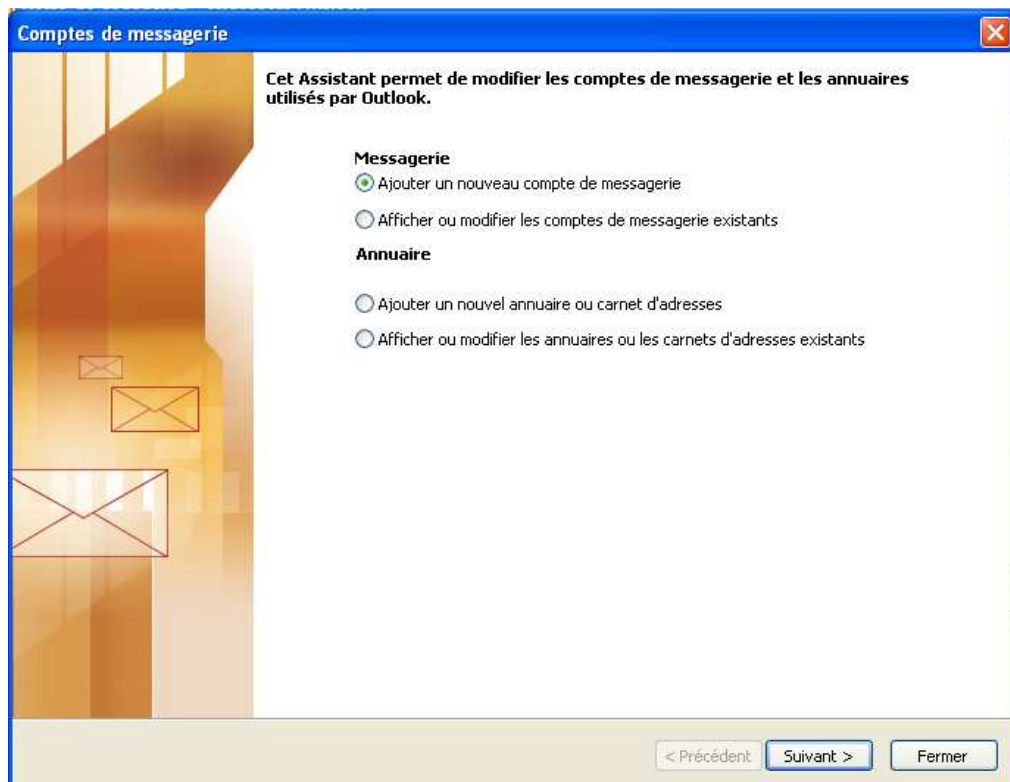 Comptes de messagerie
Cet Assistant permet de modifier les comptes de messagerie et les annuaires
utilisés par Outlook.
Messagerie
Ajouter un nouveau compte de messagerie
Afficher ou modifier les comptes de messagerie existants
Annuaire
Ajouter un nouvel annuaire ou carnet d'adresses
Afficher ou modifier les annuaires ou les carnets d'adresses existants
< Précédent
Suivant >
Fermer